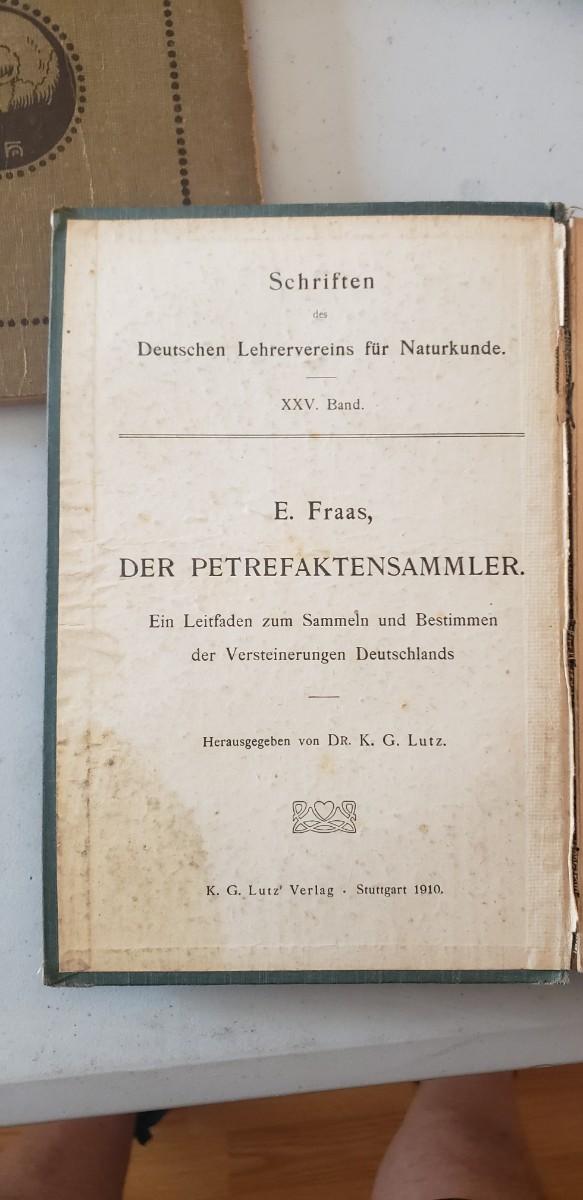 Schriften
des
Deutschen Lehrervereins für Naturkunde.
XXV. Band.
E. Fraas,
DER PETREFAKTENSAMMLER.
Ein Leitfaden zum Sammeln und Bestimmen
der Versteinerungen Deutschlands
Herausgegeben von DR. K. G. Lutz.
K. G. Lutz' Verlag · Stuttgart 1910.